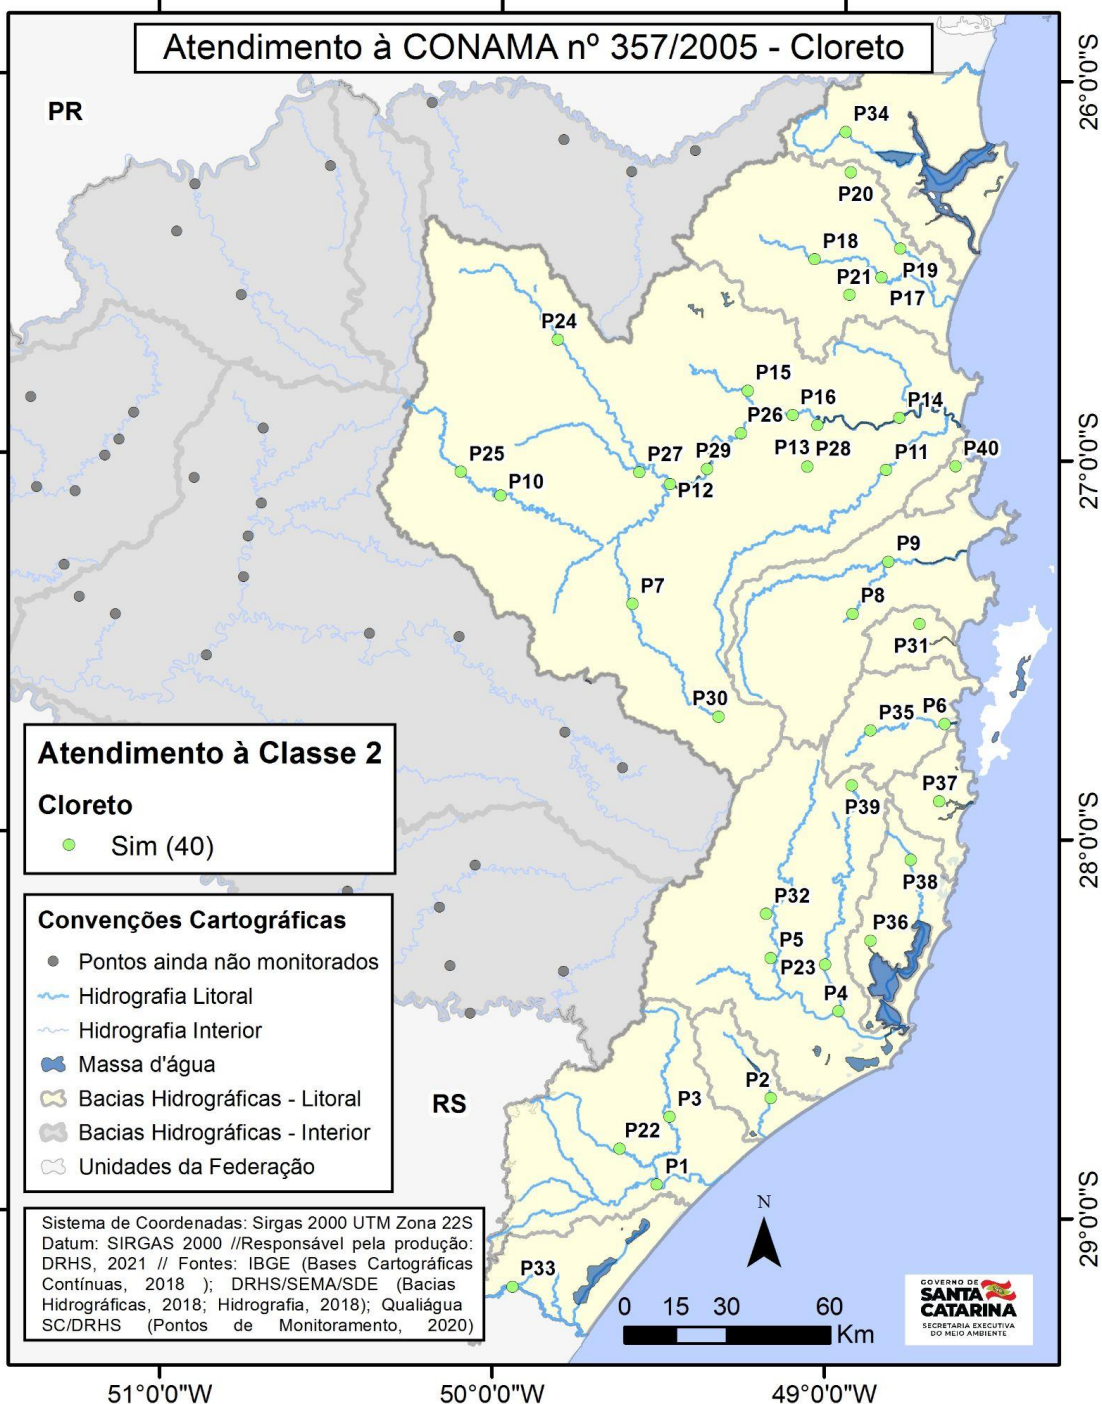 Atendimento à CONAMA nº 357/2005 - Cloreto
PR
26°0'0"S
P34
P20
P18
P19
P21
P17
P24
P15
P16
P14
P26
P25
P27
P29
P13
P28
P11
P40
27°0'0"S
P10
P12
P9
P7
P8
P31
P30
P35
P6
P37
P39
28°0'0"S
P38
P32
P36
P5
P23
P4
P2
P3
RS
P22
P1
P33
29°0'0"S
Atendimento à Classe 2
Cloreto
Sim (40)
Convenções Cartográficas
Pontos ainda não monitorados
Hidrografia Litoral
Hidrografia Interior
Massa d'água
Bacias Hidrográficas - Litoral
Bacias Hidrográficas - Interior
Unidades da Federação
Sistema de Coordenadas: Sirgas 2000 UTM Zona 22S
Datum: SIRGAS 2000 //Responsável pela produção:
DRHS, 2021 // Fontes: IBGE (Bases Cartográficas
Contínuas, 2018 ); DRHS/SEMA/SDE (Bacias
Hidrográficas, 2018; Hidrografia, 2018); Qualiágua
SC/DRHS (Pontos de Monitoramento, 2020)
N
0 15 30 60
Km
GOVERNO DE
SANTA
CATARINA
SECRETARIA EXECUTIVA
DO MEIO AMBIENTE
51°0'0"W
50°0'0"W
49°0'0"W